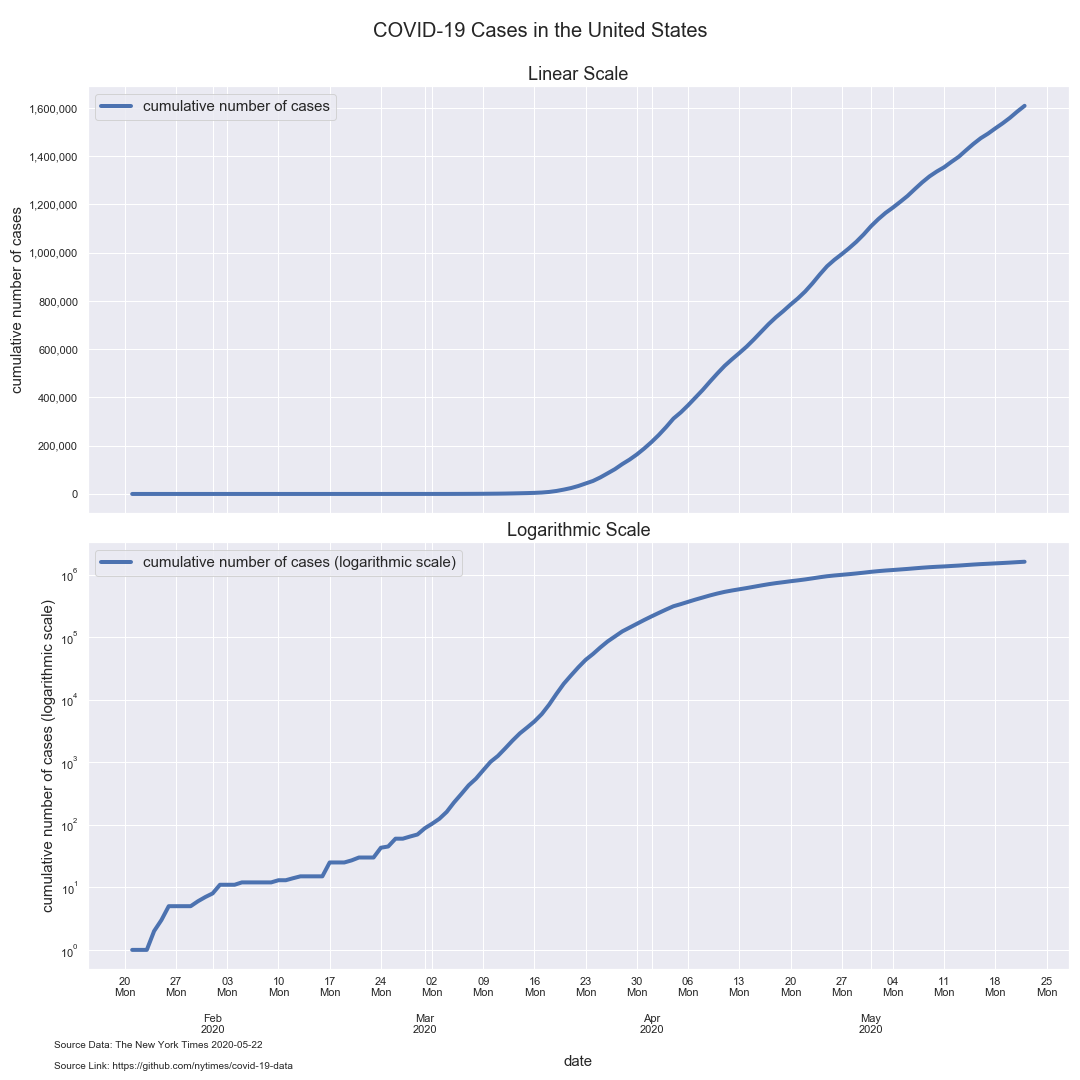 COVID-19 Cases in the United States
Linear Scale
cumulative number of cases
1,600,000
1,400,000
1,200,000
1,000,000
800,000
600,000
400,000
200,000
0
cumulative number of cases
Logarithmic Scale
cumulative number of cases (logarithmic scale)
10⁶
10⁵
10⁴
10³
10²
10¹
10⁰
cumulative number of cases (logarithmic scale)
20 27 03 10 17 24 02 09 16 23 30 06 13 20 27 04 11 18 25
Mon Mon Mon Mon Mon Mon Mon Mon Mon Mon Mon Mon Mon Mon Mon Mon Mon Mon Mon
Feb Mar Apr May
2020 2020 2020 2020
date
Source Data: The New York Times 2020-05-22
Source Link: https://github.com/nytimes/covid-19-data